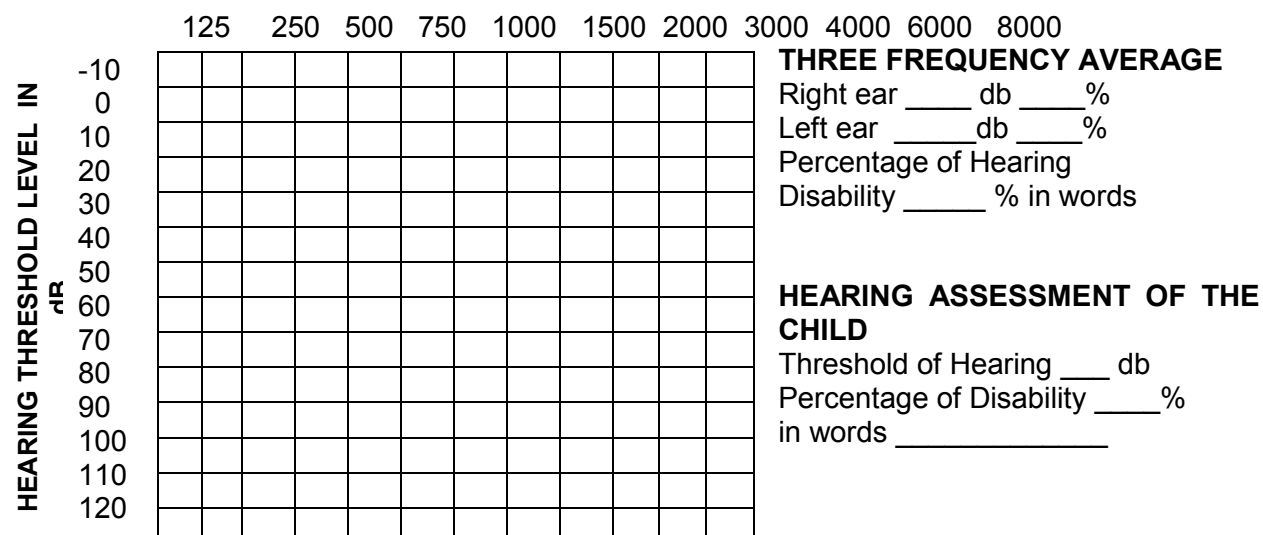 125 250 500 750 1000 1500 2000 3000 4000 6000 8000
HEARING THRESHOLD LEVEL IN
dB
-10
0
10
20
30
40
50
60
70
80
90
100
110
120
THREE FREQUENCY AVERAGE
Right ear ____ db ____%
Left ear _____db ____%
Percentage of Hearing
Disability _____ % in words
HEARING ASSESSMENT OF THE
CHILD
Threshold of Hearing ___ db
Percentage of Disability ____%
in words _____________